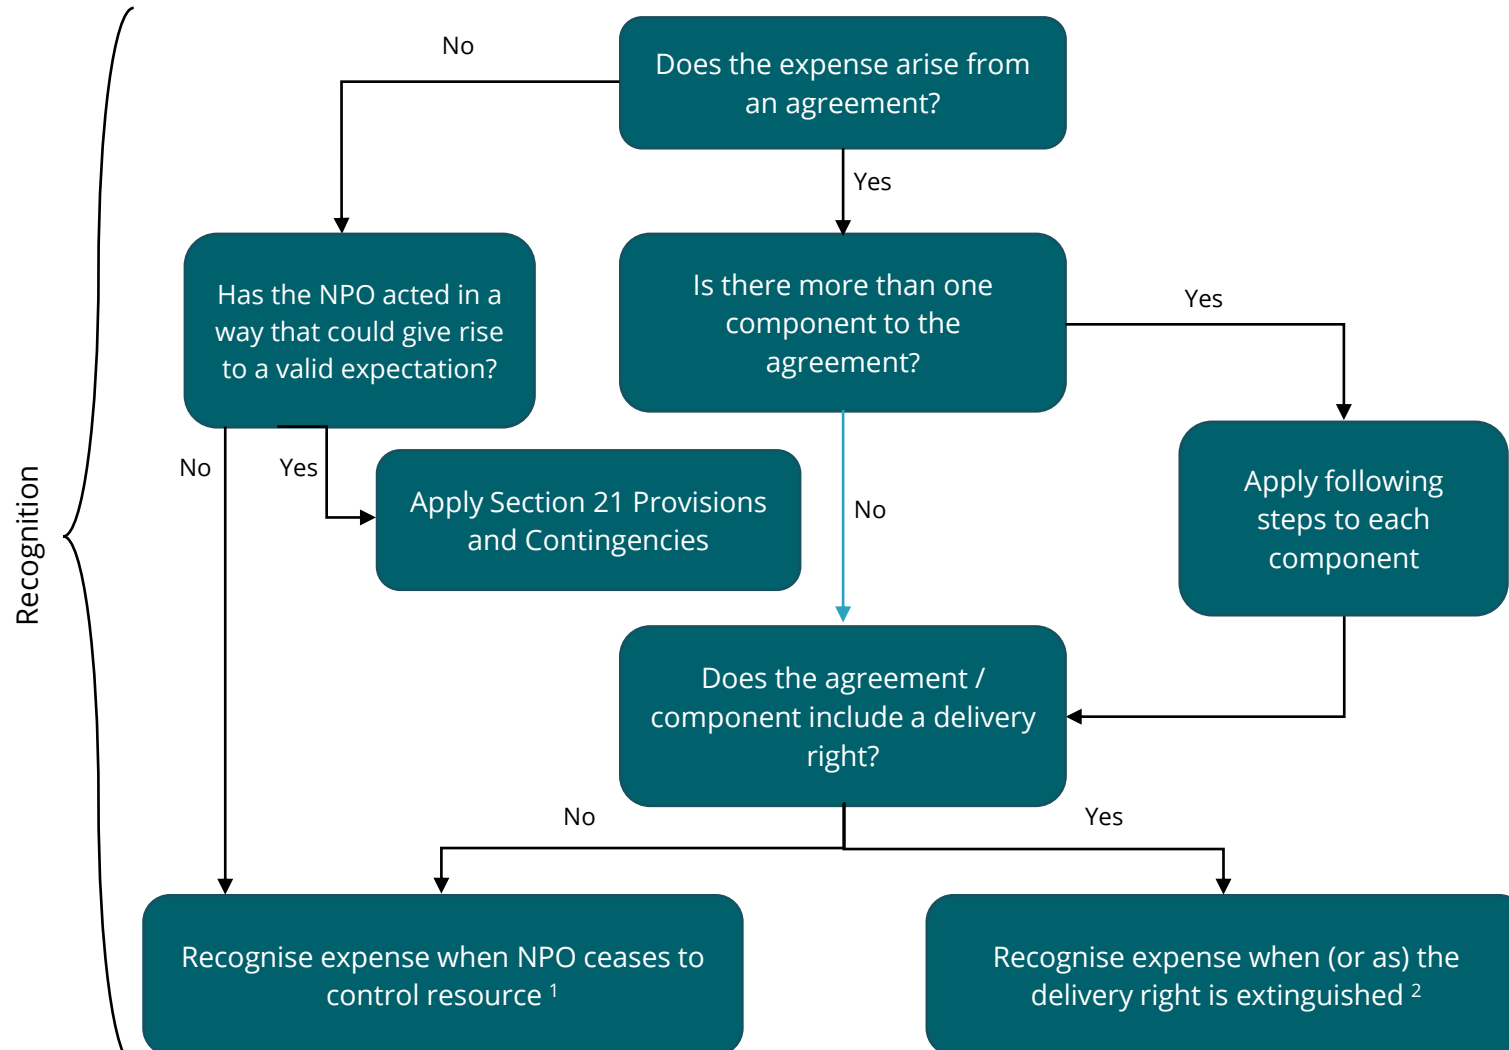 No
Does the expense arise from
an agreement?
Yes
Has the NPO acted in a
way that could give rise
to a valid expectation?
Is there more than one
component to the
agreement?
Yes
No
Yes
Apply Section 21 Provisions
and Contingencies
No
Apply following
steps to each
component
Recognition
Does the agreement /
component include a delivery
right?
No
Yes
Recognise expense when NPO ceases to
control resource 1
Recognise expense when (or as) the
delivery right is extinguished 2